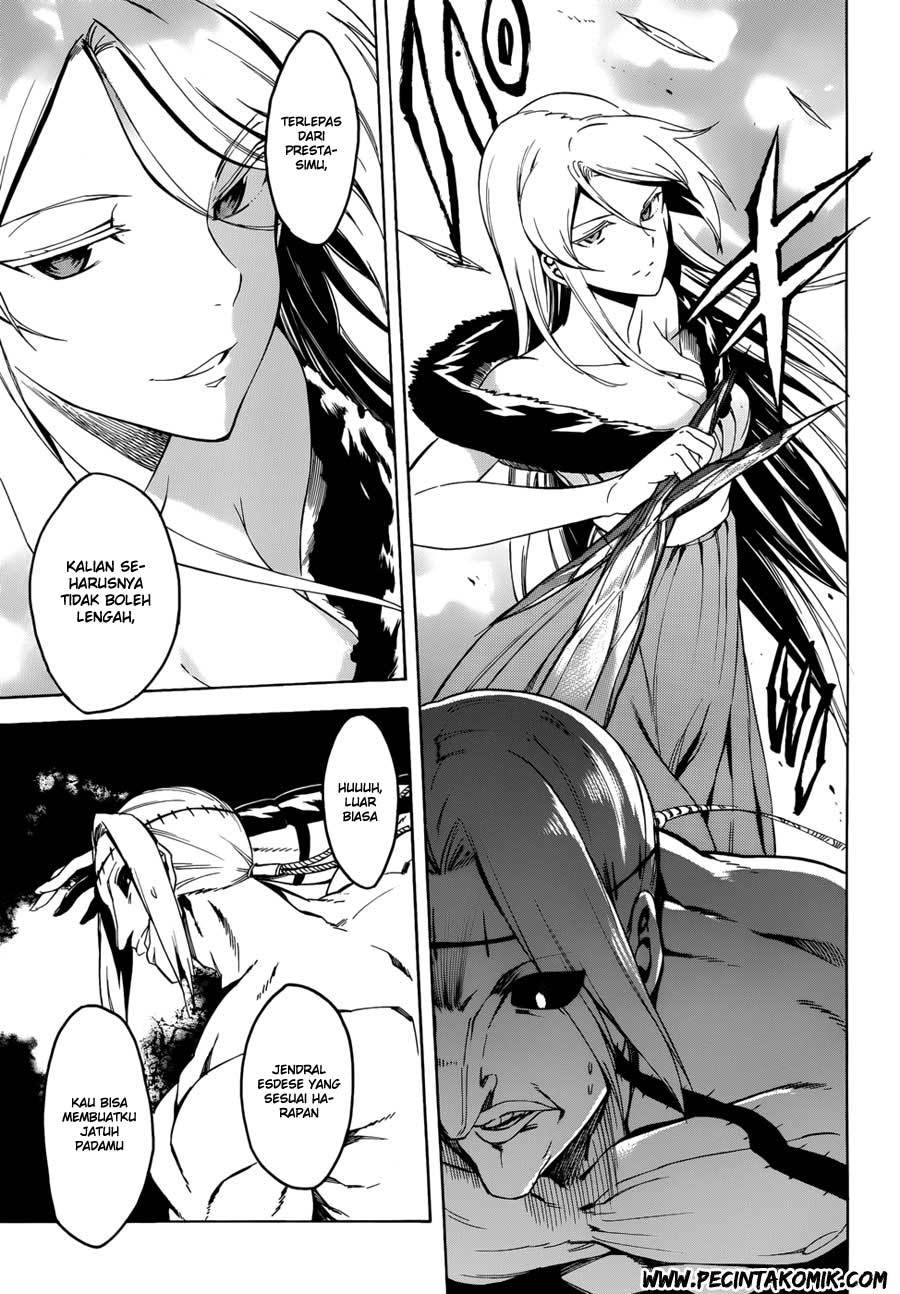 TERLEPAS
DARI
PRESTA-
SIMU,
KALIAN SE-
HARUSNYA
TIDAK BOLEH
LENGAH,
HUUUH,
LUAR
BIASA
JENDRAL
ESDESE YANG
SESUAI HA-
RAPAN
KAU BISA
MEMBUATKU
JATUH
PADAMU
WWW.PECINTAKOMIK.COM